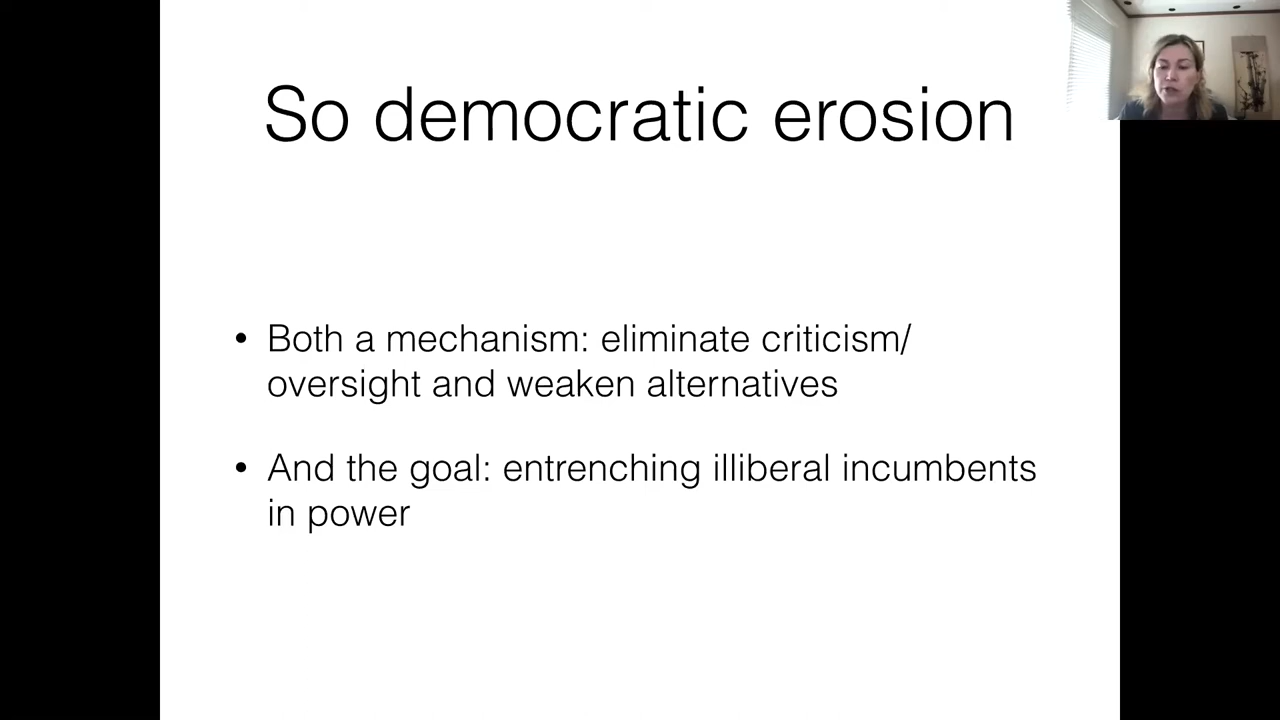 So democratic erosion
• Both a mechanism: eliminate criticism/
oversight and weaken alternatives
• And the goal: entrenching illiberal incumbents
in power